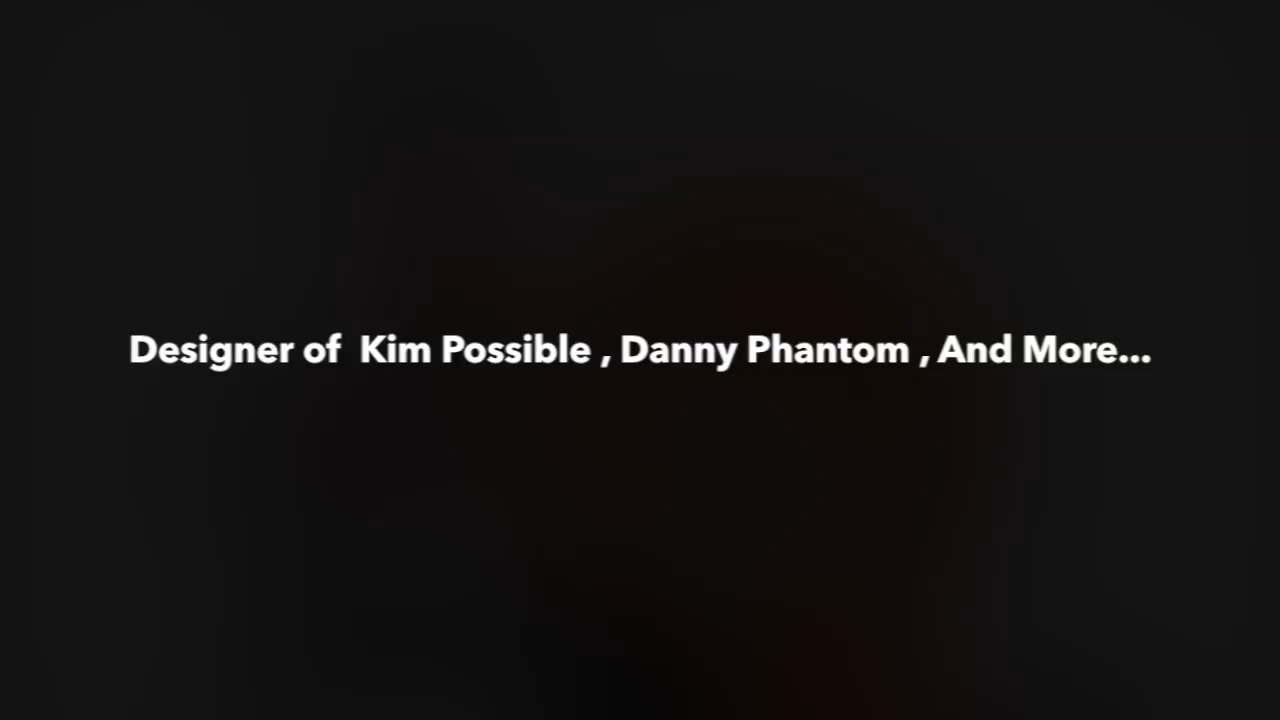 Designer of  Kim Possible , Danny Phantom , And More...